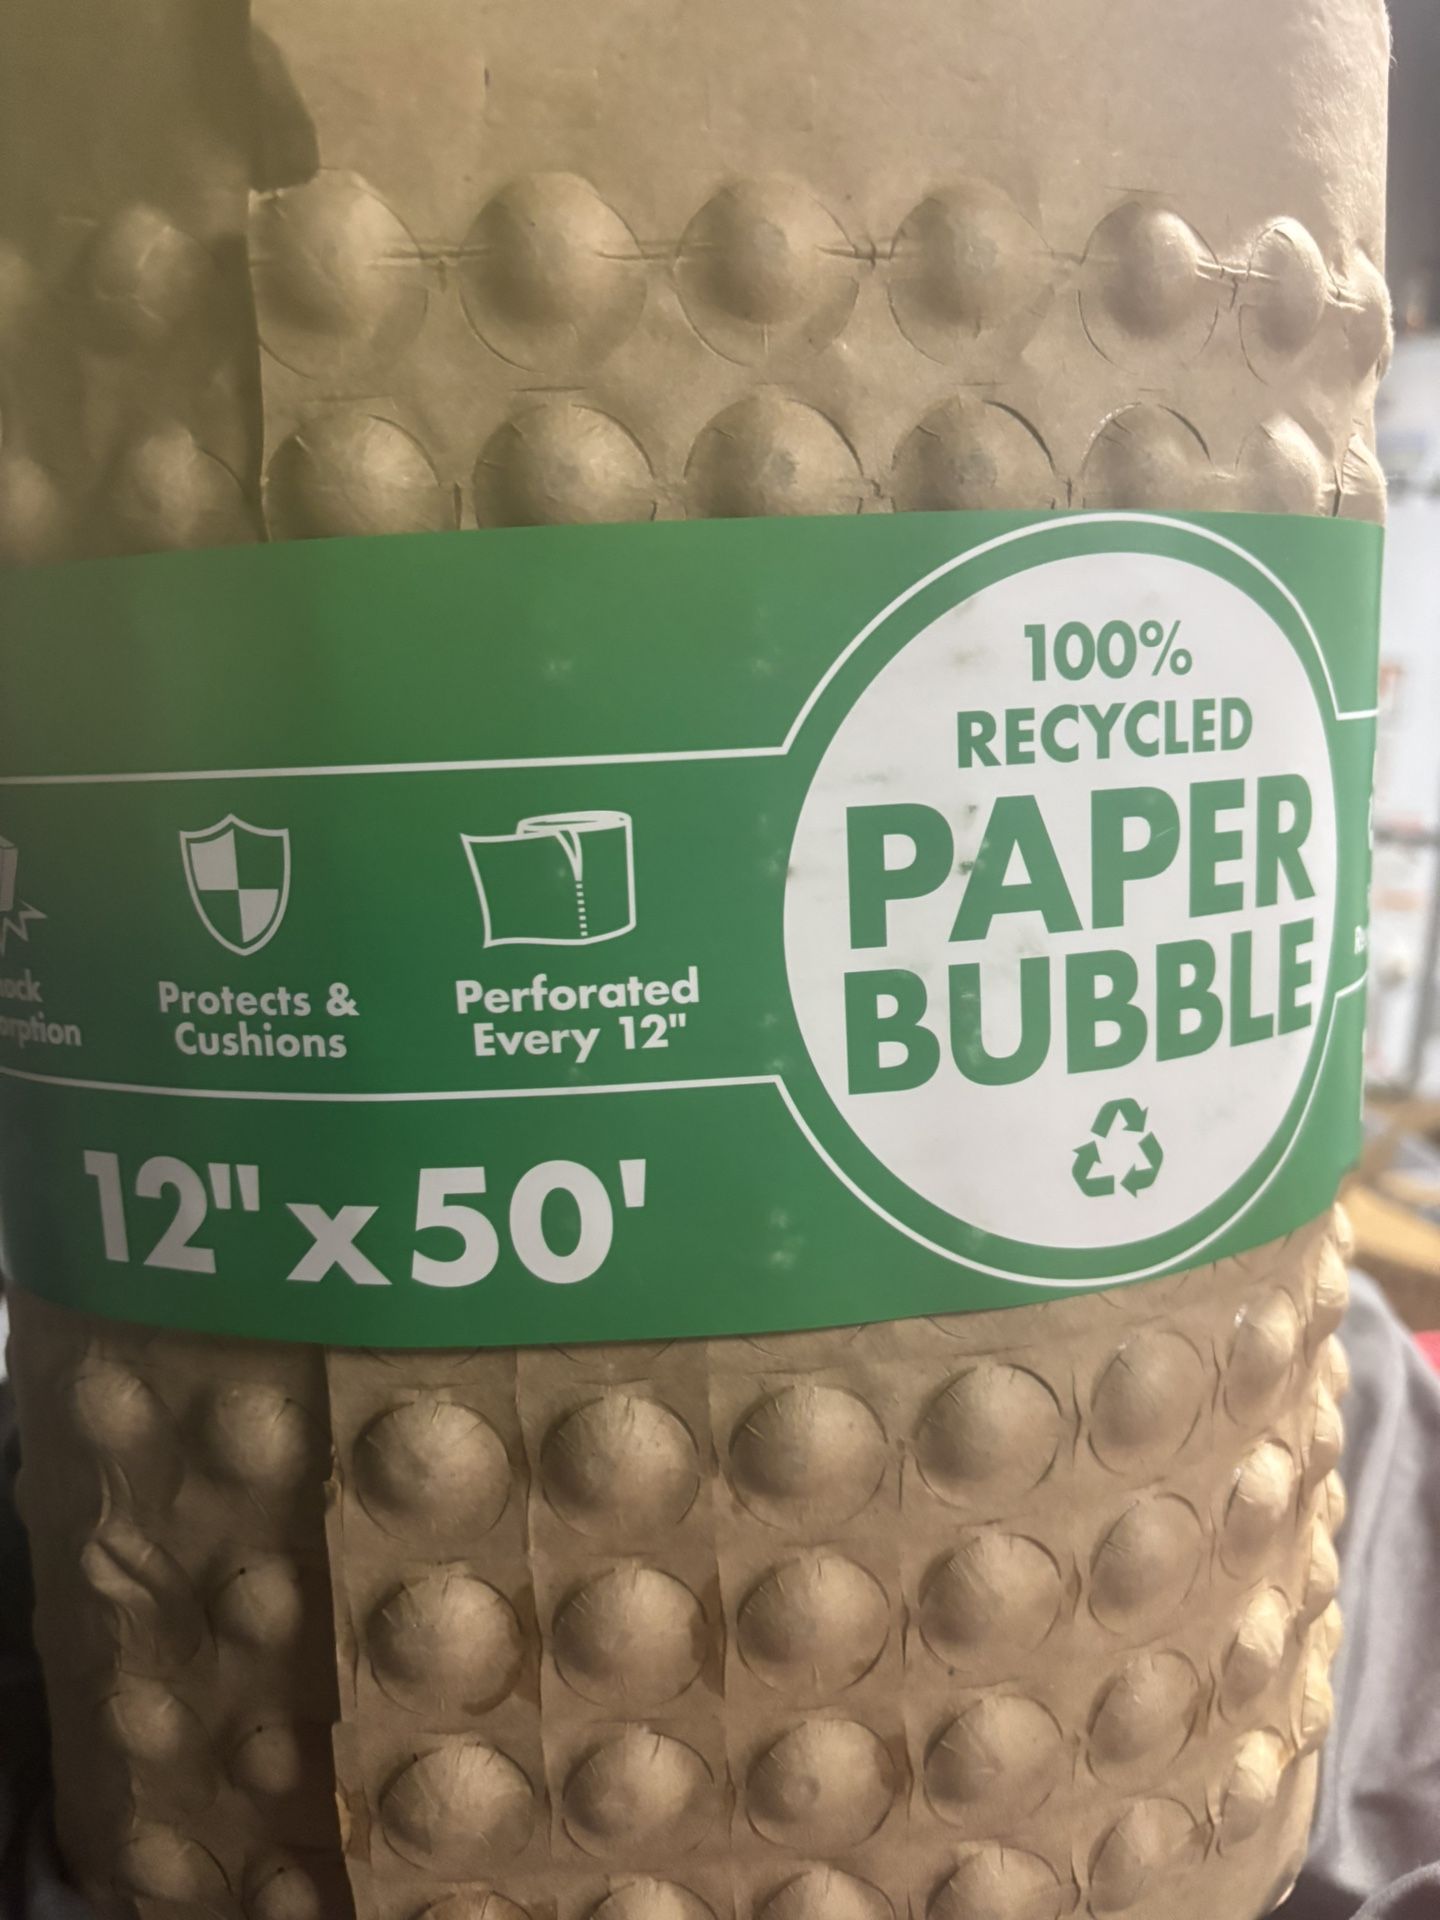 100%
RECYCLED
PAPER
BUBBLE
Protects &
Cushions
Perforated
Every 12"
12" x 50'